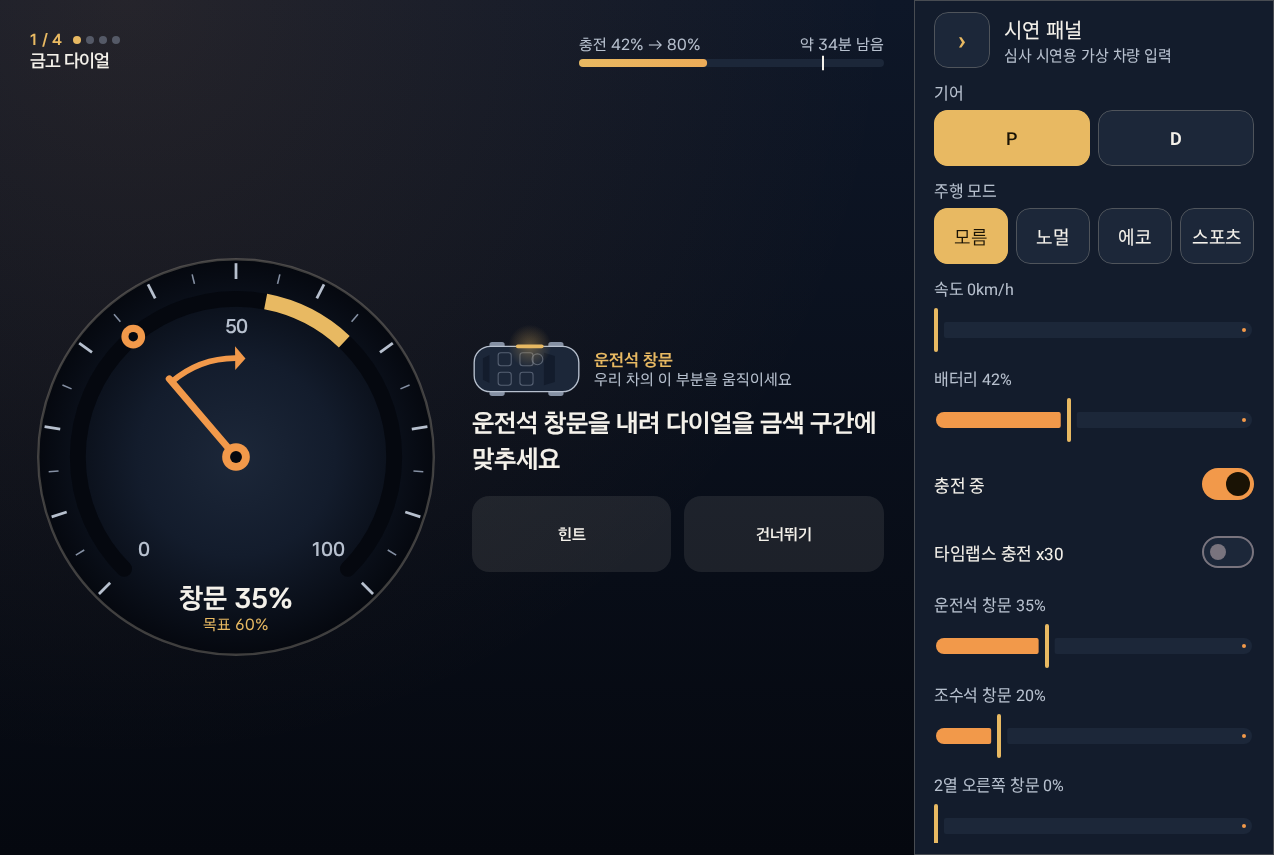 1 / 4
금고 다이얼
충전 42% → 80%
약 34분 남음
50
0
100
창문 35%
목표 60%
운전석 창문
우리 차의 이 부분을 움직이세요
운전석 창문을 내려 다이얼을 금색 구간에
맞추세요
힌트
건너뛰기
시연 패널
심사 시연용 가상 차량 입력
기어
P
D
주행 모드
모름
노멀
에코
스포츠
속도 0km/h
배터리 42%
충전 중
타임랩스 충전 x30
운전석 창문 35%
조수석 창문 20%
2열 오른쪽 창문 0%